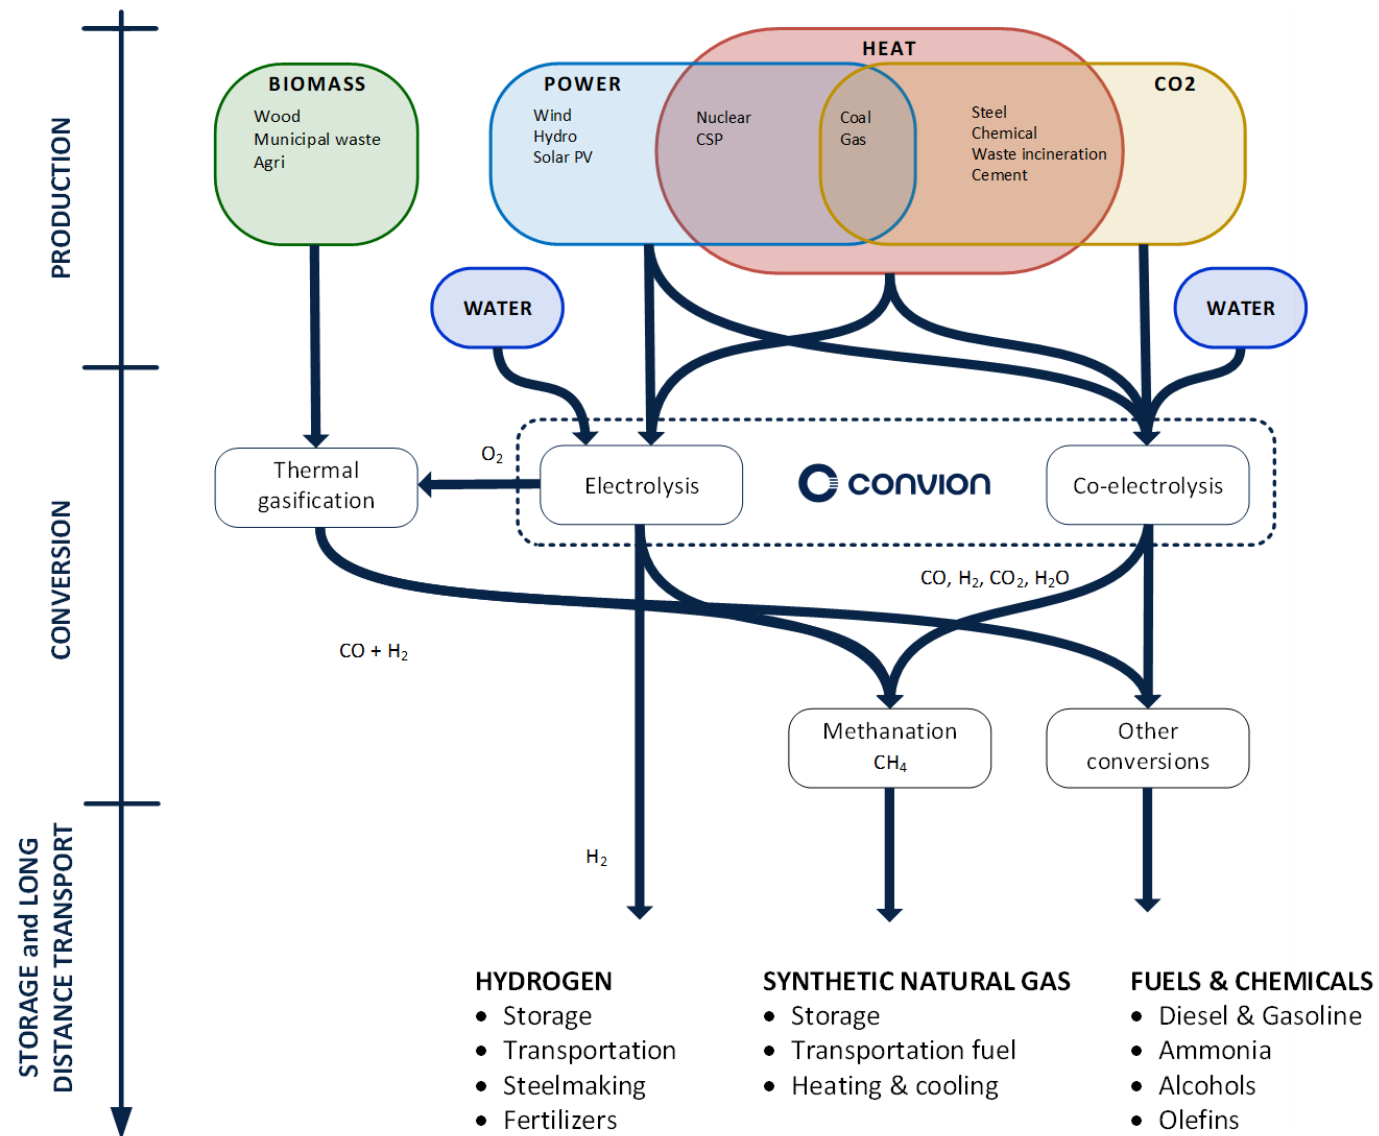 PRODUCTION
CONVERSION
STORAGE and LONG
DISTANCE TRANSPORT
BIOMASS
Wood
Municipal waste
Agri
POWER
Wind
Hydro
Solar PV
HEAT
Nuclear
CSP
Coal
Gas
CO2
Steel
Chemical
Waste incineration
Cement
WATER
WATER
Thermal
gasification
O₂
Electrolysis
CONVION
Co-electrolysis
CO, H₂, CO₂, H₂O
CO + H₂
Methanation
CH₄
Other
conversions
H₂
HYDROGEN
• Storage
• Transportation
• Steelmaking
• Fertilizers
SYNTHETIC NATURAL GAS
• Storage
• Transportation fuel
• Heating & cooling
FUELS & CHEMICALS
• Diesel & Gasoline
• Ammonia
• Alcohols
• Olefins